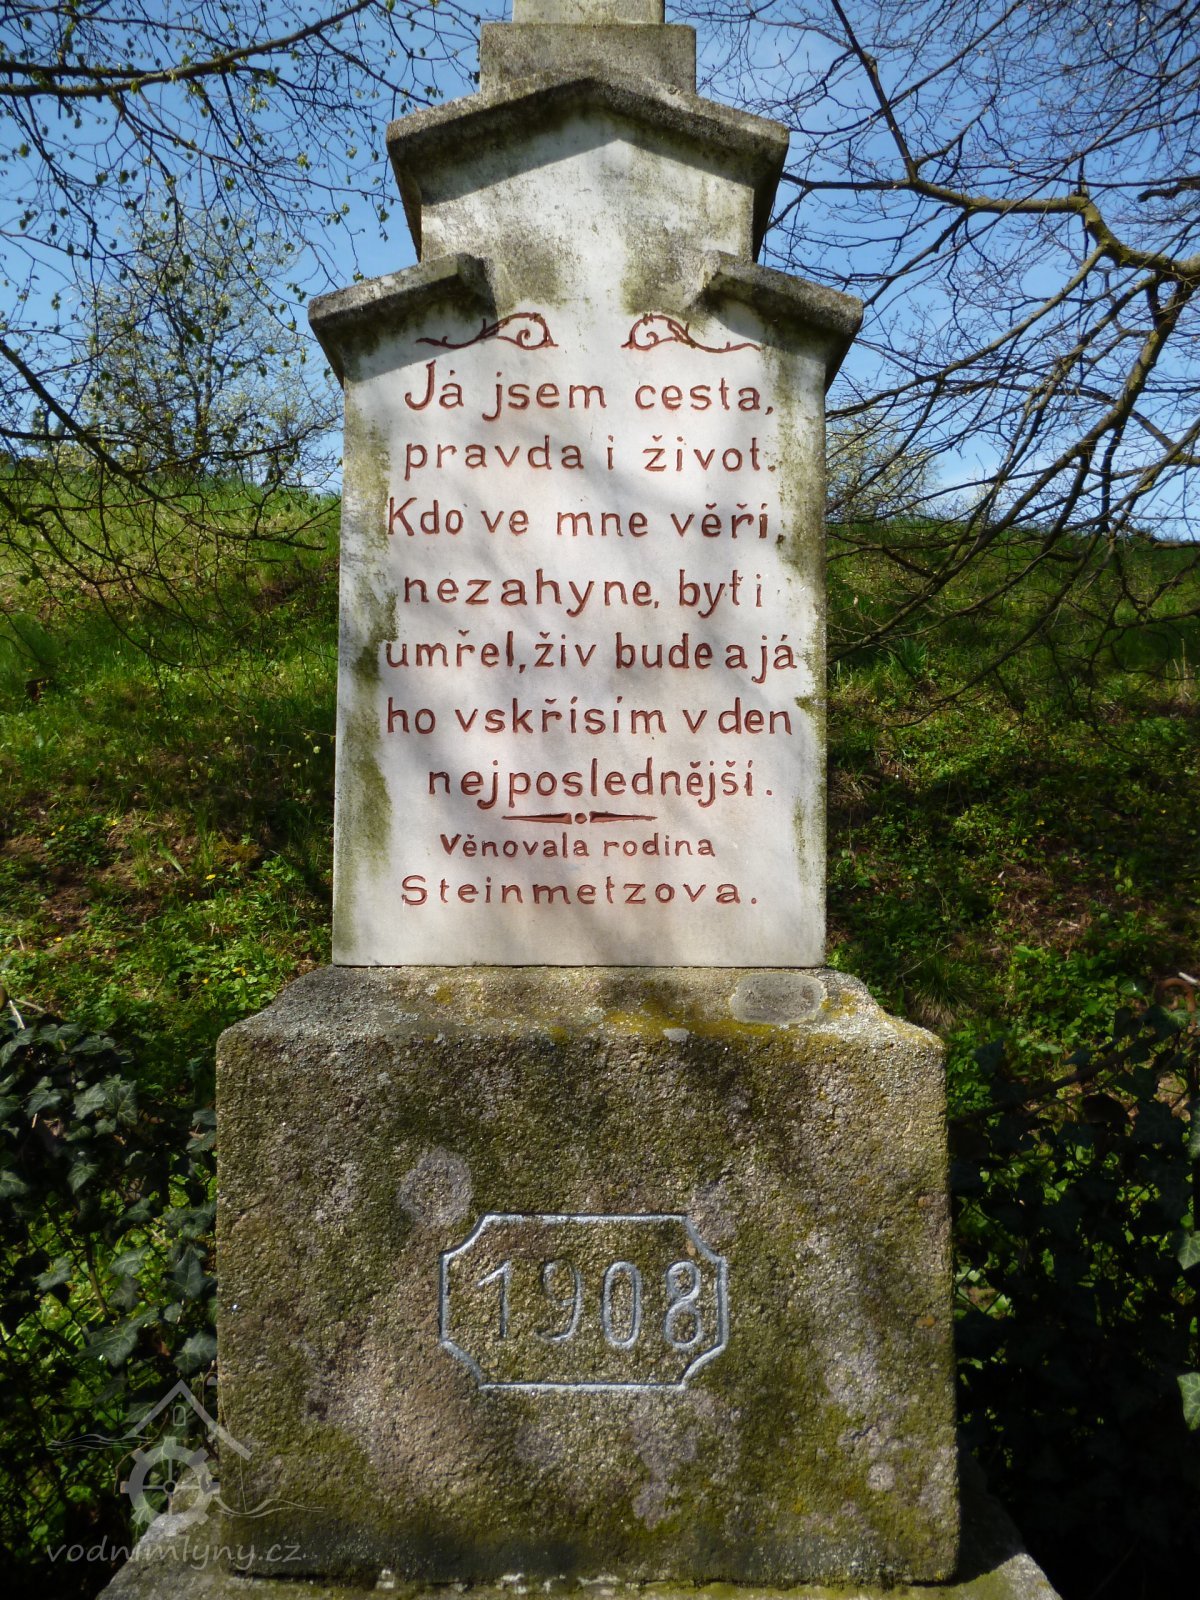 Já jsem cesta,
pravda i život.
Kdo ve mne věří,
nezahyne, byť i
umřel, živ bude a já
ho vskřísím v den
nejposlednější.
Věnovala rodina
Steinmetzova.
1908
vodnimlyny.cz